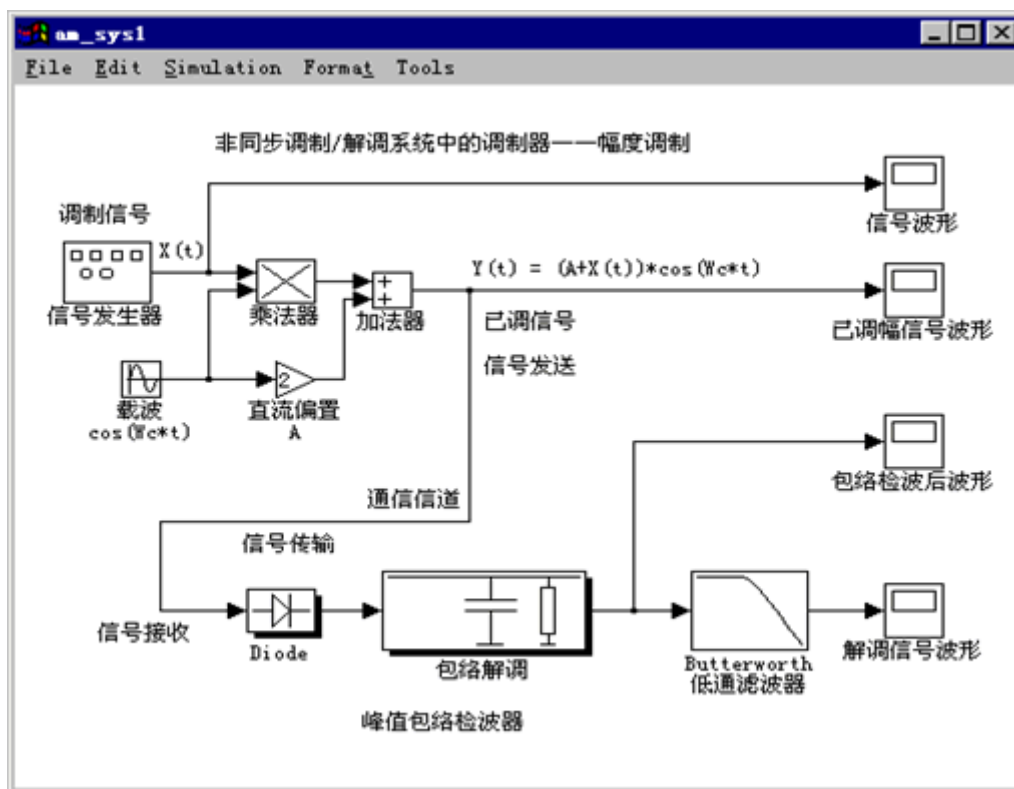 am_sys1
File Edit Simulation Format Tools
非同步调制/解调系统中的调制器——幅度调制
信号波形
调制信号
X(t)
信号发生器
乘法器
+
+
加法器
Y(t) = (A+X(t))*cos(Wc*t)
已调信号
已调幅信号波形
信号发送
载波
cos(Wc*t)
2
直流偏置
A
包络检波后波形
通信信道
信号传输
信号接收
Diode
包络解调
Butterworth
低通滤波器
解调信号波形
峰值包络检波器